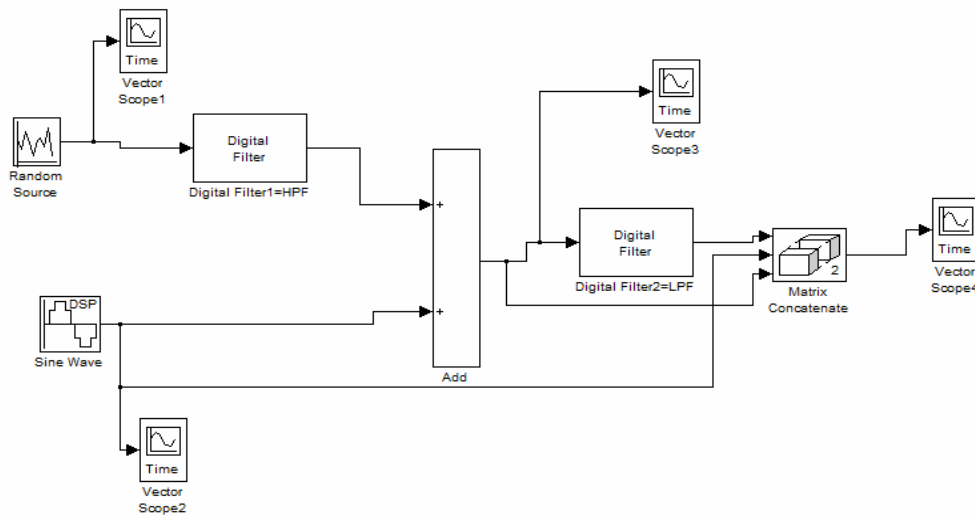 Time
Vector
Scope1
Random
Source
Digital
Filter
Digital Filter1=HPF
Time
Vector
Scope3
+
+
Add
Digital
Filter
Digital Filter2=LPF
2
Matrix
Concatenate
Time
Vector
Scope4
DSP
Sine Wave
Time
Vector
Scope2